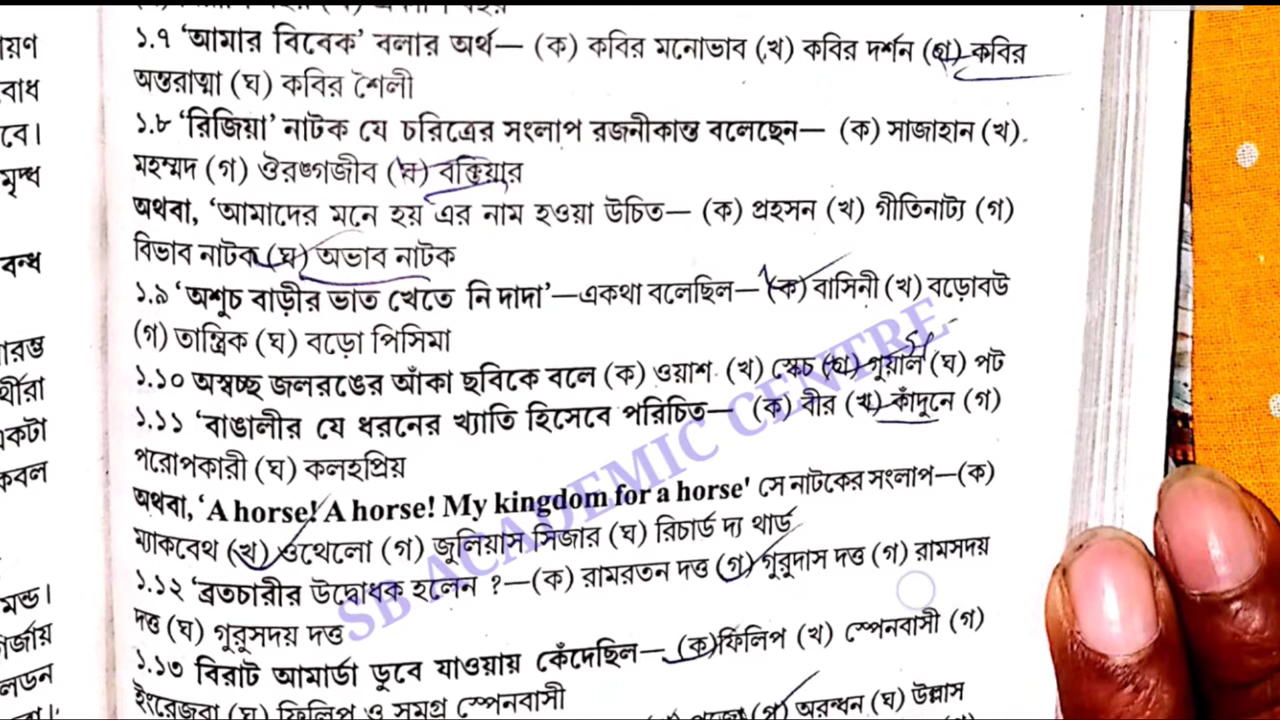 ১.৭ 'আমার বিবেক' বলার অর্থ— (ক) কবির মনোভাব (খ) কবির দর্শন (গ) কবির
অন্তরাত্মা (ঘ) কবির শৈলী
১.৮ 'রিজিয়া' নাটক যে চরিত্রের সংলাপ রজনীকান্ত বলেছেন— (ক) সাজাহান (খ)
মহম্মদ (গ) ঔরঙ্গজীব (ঘ) বক্তিয়ার
অথবা, 'আমাদের মনে হয় এর নাম হওয়া উচিত— (ক) প্রহসন (খ) গীতিনাট্য (গ)
বিভাব নাটক (ঘ) অভাব নাটক
১.৯ 'অশুচ বাড়ীর ভাত খেতে নি দাদা'—একথা বলেছিল— (ক) বাসিনী (খ) বড়োবউ
(গ) তান্ত্রিক (ঘ) বড়ো পিসিমা
১.১০ অস্বচ্ছ জলরঙের আঁকা ছবিকে বলে (ক) ওয়াশ (খ) স্কেচ (গ) গুয়াশ (ঘ) পট
১.১১ 'বাঙালীর যে ধরনের খ্যাতি হিসেবে পরিচিত— (ক) বীর (খ) কাঁদুনে (গ)
পরোপকারী (ঘ) কলহপ্রিয়
অথবা, 'A horse! A horse! My kingdom for a horse' সে নাটকের সংলাপ—(ক)
ম্যাকবেথ (খ) ওথেলো (গ) জুলিয়াস সিজার (ঘ) রিচার্ড দ্য থার্ড
১.১২ 'ব্রতচারীর উদ্বোধক হলেন ?—(ক) রামরতন দত্ত (গ) গুরুদাস দত্ত (গ) রামসদয়
দত্ত (ঘ) গুরুসদয় দত্ত
১.১৩ বিরাট আমার্ডা ডুবে যাওয়ায় কেঁদেছিল— (ক) ফিলিপ (খ) স্পেনবাসী (গ)
ইংরেজরা (ঘ) ফিলিপ ও সমগ্র স্পেনবাসী
(গ) অরন্ধন (ঘ) উল্লাস
SB ACADEMIC CENTRE